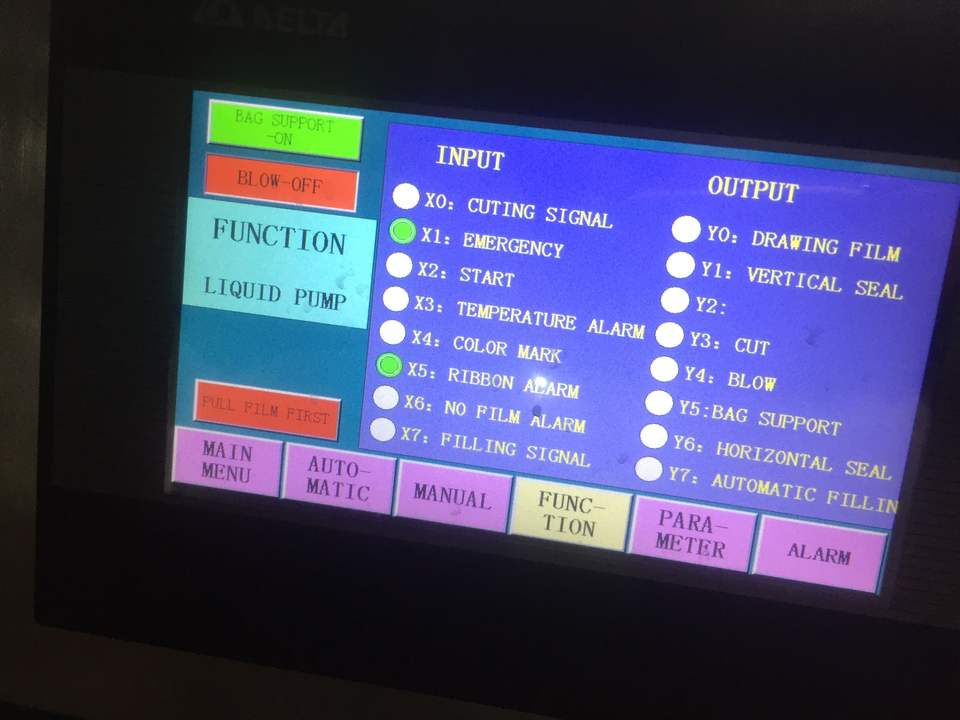 DELTA
BAG SUPPORT
-ON
BLOW-OFF
FUNCTION
LIQUID PUMP
PULL FILM FIRST
INPUT
X0: CUTING SIGNAL
X1: EMERGENCY
X2: START
X3: TEMPERATURE ALARM
X4: COLOR MARK
X5: RIBBON ALARM
X6: NO FILM ALARM
X7: FILLING SIGNAL
OUTPUT
Y0: DRAWING FILM
Y1: VERTICAL SEAL
Y2:
Y3: CUT
Y4: BLOW
Y5:BAG SUPPORT
Y6: HORIZONTAL SEAL
Y7: AUTOMATIC FILLIN
MAIN
MENU
AUTO-
MATIC
MANUAL
FUNC-
TION
PARA-
METER
ALARM